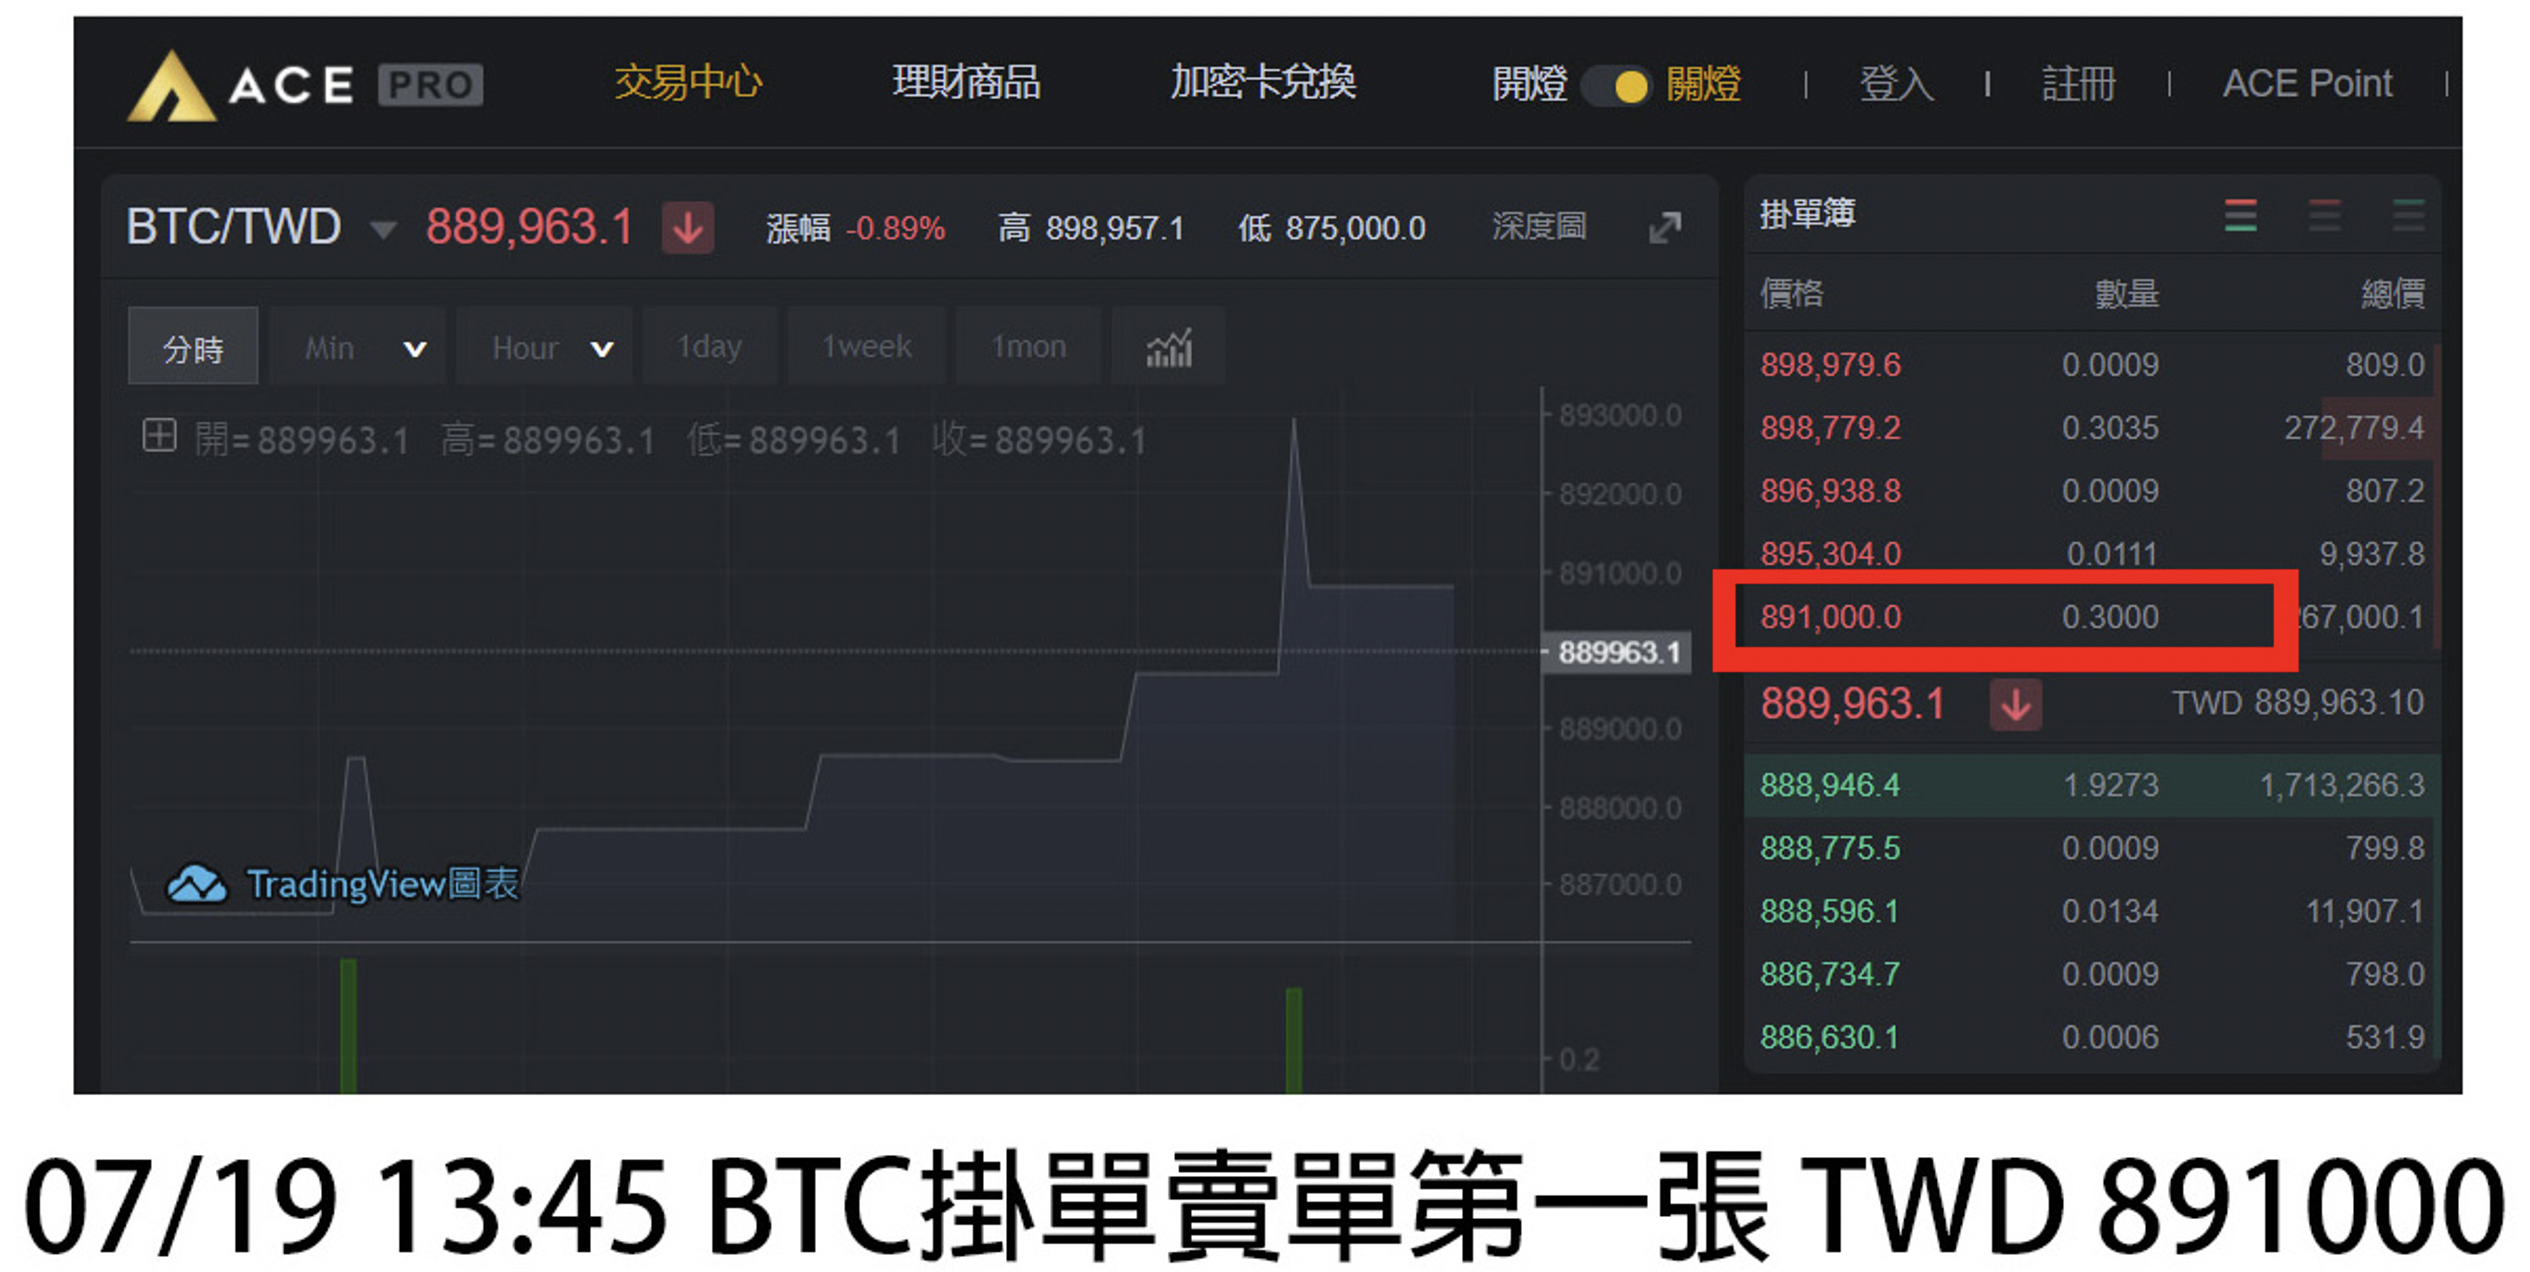 ACE PRO 交易中心 理財商品 加密卡兌換 開燈 關燈 登入 註冊 ACE Point
BTC/TWD 889,963.1 漲幅 -0.89% 高 898,957.1 低 875,000.0 深度圖
分時 Min Hour 1day 1week 1mon
開=889963.1 高=889963.1 低=889963.1 收=889963.1
893000.0
892000.0
891000.0
889963.1
889000.0
888000.0
887000.0
0.2
TradingView圖表
掛單簿
價格 數量 總價
898,979.6 0.0009 809.0
898,779.2 0.3035 272,779.4
896,938.8 0.0009 807.2
895,304.0 0.0111 9,937.8
891,000.0 0.3000 67,000.1
889,963.1 TWD 889,963.10
888,946.4 1.9273 1,713,266.3
888,775.5 0.0009 799.8
888,596.1 0.0134 11,907.1
886,734.7 0.0009 798.0
886,630.1 0.0006 531.9
07/19 13:45 BTC掛單賣單第一張 TWD 891000